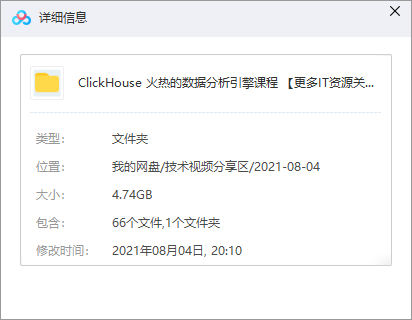 详细信息
ClickHouse 火热的数据分析引擎课程 【更多IT资源关...
类型: 文件夹
位置: 我的网盘/技术视频分享区/2021-08-04
大小: 4.74GB
包含: 66个文件,1个文件夹
修改时间: 2021年08月04日, 20:10